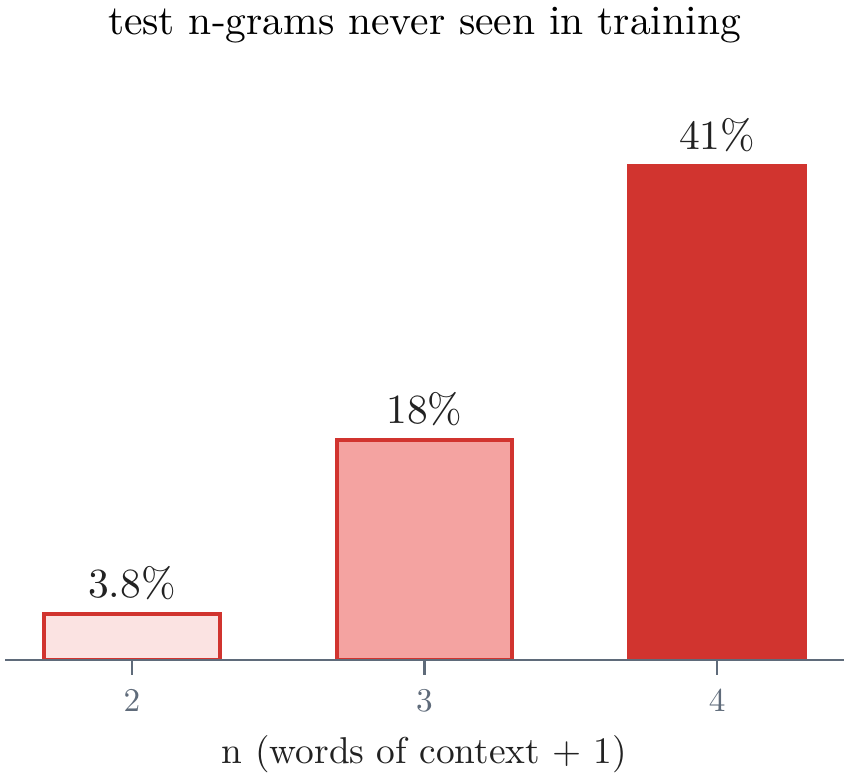 test n-grams never seen in training
41%
18%
3.8%
2 3 4
n (words of context + 1)